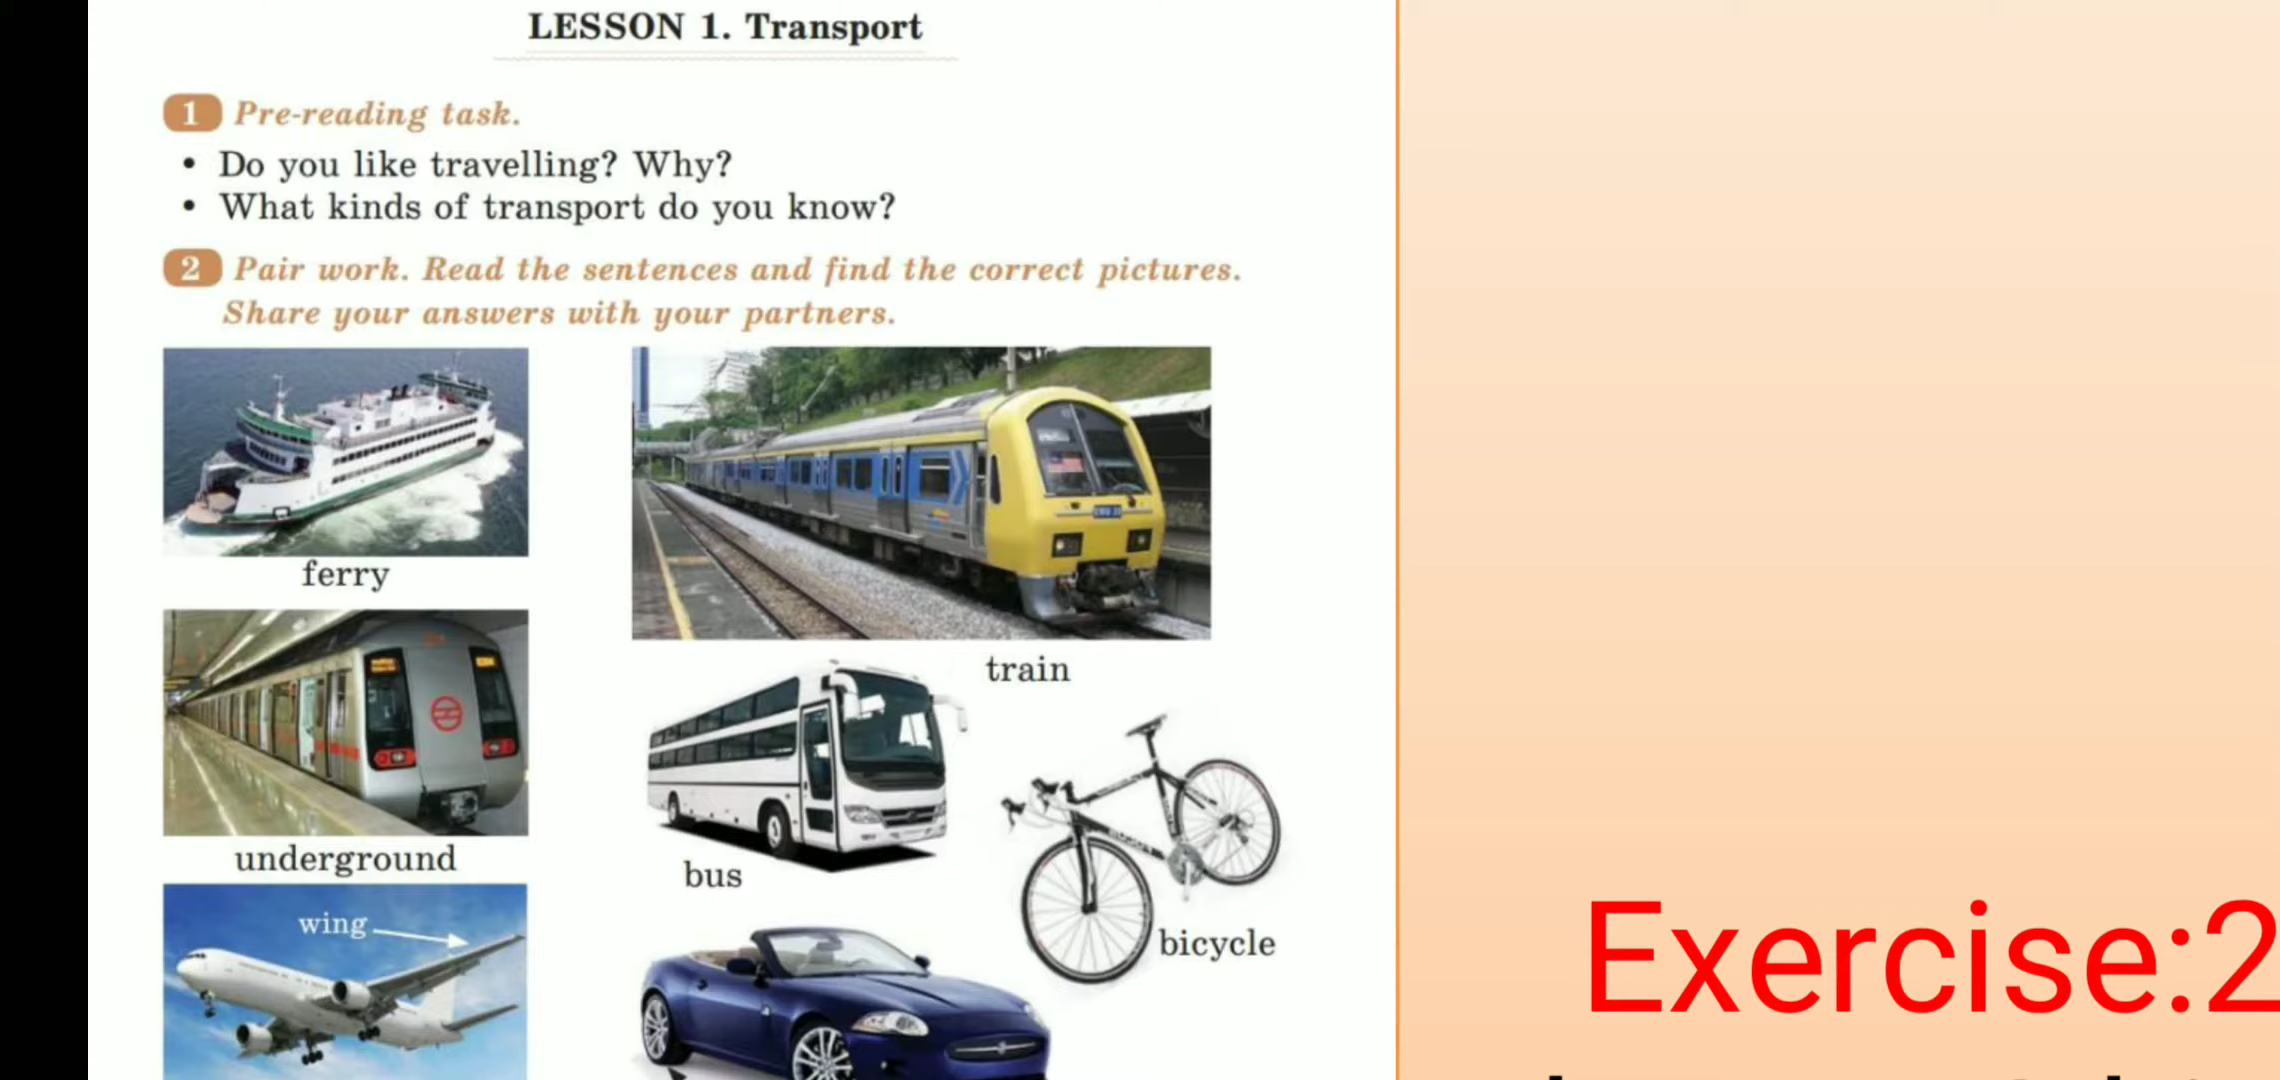 LESSON 1. Transport
1 Pre-reading task.
• Do you like travelling? Why?
• What kinds of transport do you know?
2 Pair work. Read the sentences and find the correct pictures.
Share your answers with your partners.
ferry
train
underground
bus
wing
bicycle
Exercise:2